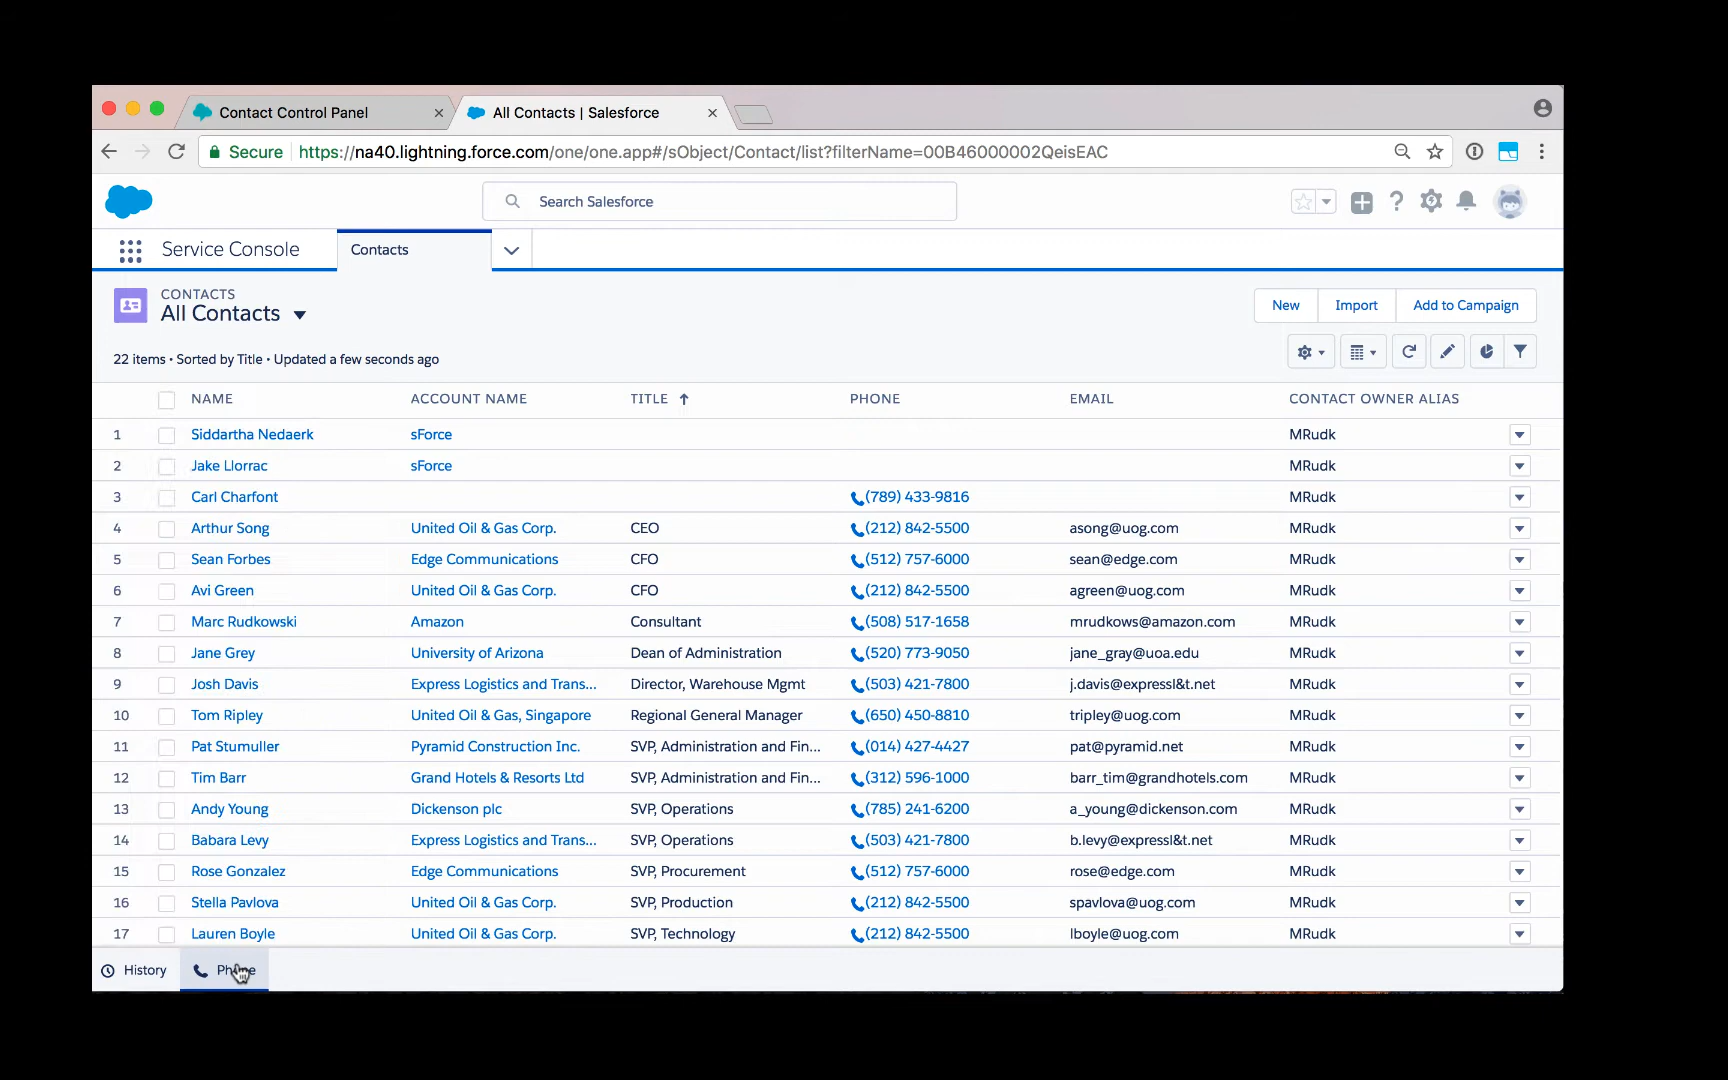 Contact Control Panel
All Contacts | Salesforce
Secure
https://na40.lightning.force.com/one/one.app#/sObject/Contact/list?filterName=00B46000002QeisEAC
Search Salesforce
Service Console
Contacts
CONTACTS
All Contacts
New Import Add to Campaign
22 items • Sorted by Title • Updated a few seconds ago
NAME ACCOUNT NAME TITLE PHONE EMAIL CONTACT OWNER ALIAS
1 Siddartha Nedaerk sForce MRudk
2 Jake Llorrac sForce MRudk
3 Carl Charfont (789) 433-9816 MRudk
4 Arthur Song United Oil & Gas Corp. CEO (212) 842-5500 asong@uog.com MRudk
5 Sean Forbes Edge Communications CFO (512) 757-6000 sean@edge.com MRudk
6 Avi Green United Oil & Gas Corp. CFO (212) 842-5500 agreen@uog.com MRudk
7 Marc Rudkowski Amazon Consultant (508) 517-1658 mrudkows@amazon.com MRudk
8 Jane Grey University of Arizona Dean of Administration (520) 773-9050 jane_gray@uoa.edu MRudk
9 Josh Davis Express Logistics and Trans... Director, Warehouse Mgmt (503) 421-7800 j.davis@expressl&t.net MRudk
10 Tom Ripley United Oil & Gas, Singapore Regional General Manager (650) 450-8810 tripley@uog.com MRudk
11 Pat Stumuller Pyramid Construction Inc. SVP, Administration and Fin... (014) 427-4427 pat@pyramid.net MRudk
12 Tim Barr Grand Hotels & Resorts Ltd SVP, Administration and Fin... (312) 596-1000 barr_tim@grandhotels.com MRudk
13 Andy Young Dickenson plc SVP, Operations (785) 241-6200 a_young@dickenson.com MRudk
14 Babara Levy Express Logistics and Trans... SVP, Operations (503) 421-7800 b.levy@expressl&t.net MRudk
15 Rose Gonzalez Edge Communications SVP, Procurement (512) 757-6000 rose@edge.com MRudk
16 Stella Pavlova United Oil & Gas Corp. SVP, Production (212) 842-5500 spavlova@uog.com MRudk
17 Lauren Boyle United Oil & Gas Corp. SVP, Technology (212) 842-5500 lboyle@uog.com MRudk
History Phone